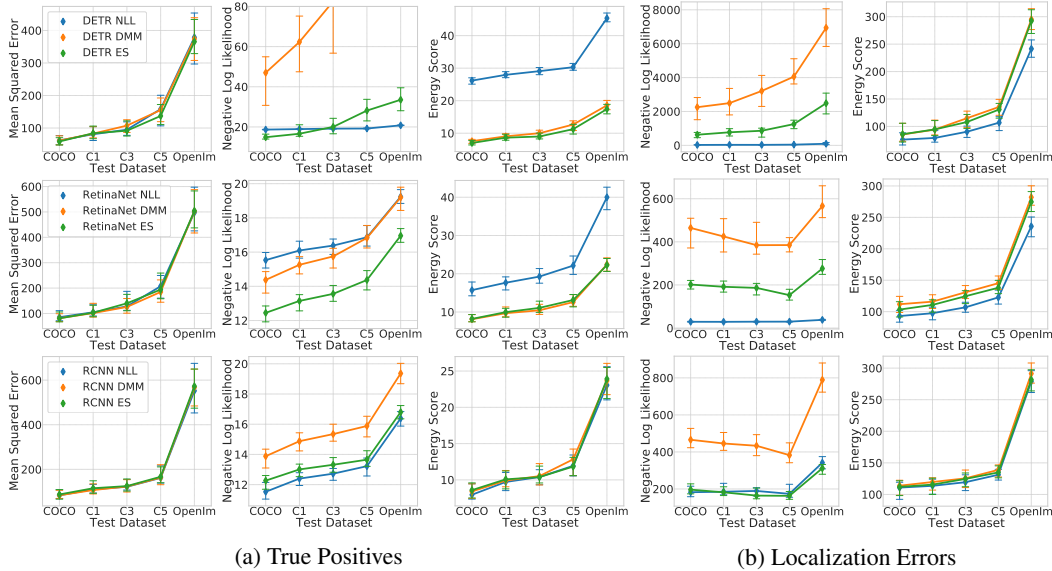 DETR NLL
DETR DMM
DETR ES
Mean Squared Error
400
300
200
100
COCO C1 C3 C5 OpenIm
Test Dataset
Negative Log Likelihood
80
60
40
20
COCO C1 C3 C5 OpenIm
Test Dataset
Energy Score
40
30
20
10
COCO C1 C3 C5 OpenIm
Test Dataset
Negative Log Likelihood
8000
6000
4000
2000
0
COCO C1 C3 C5 OpenIm
Test Dataset
Energy Score
300
250
200
150
100
50
COCO C1 C3 C5 OpenIm
Test Dataset
RetinaNet NLL
RetinaNet DMM
RetinaNet ES
Mean Squared Error
600
500
400
300
200
100
COCO C1 C3 C5 OpenIm
Test Dataset
Negative Log Likelihood
20
18
16
14
12
COCO C1 C3 C5 OpenIm
Test Dataset
Energy Score
40
30
20
10
COCO C1 C3 C5 OpenIm
Test Dataset
Negative Log Likelihood
600
400
200
0
COCO C1 C3 C5 OpenIm
Test Dataset
Energy Score
300
250
200
150
100
COCO C1 C3 C5 OpenIm
Test Dataset
RCNN NLL
RCNN DMM
RCNN ES
Mean Squared Error
600
400
200
COCO C1 C3 C5 OpenIm
Test Dataset
Negative Log Likelihood
20
18
16
14
12
COCO C1 C3 C5 OpenIm
Test Dataset
Energy Score
25
20
15
10
COCO C1 C3 C5 OpenIm
Test Dataset
Negative Log Likelihood
800
600
400
200
COCO C1 C3 C5 OpenIm
Test Dataset
Energy Score
300
250
200
150
100
COCO C1 C3 C5 OpenIm
Test Dataset
(a) True Positives
(b) Localization Errors